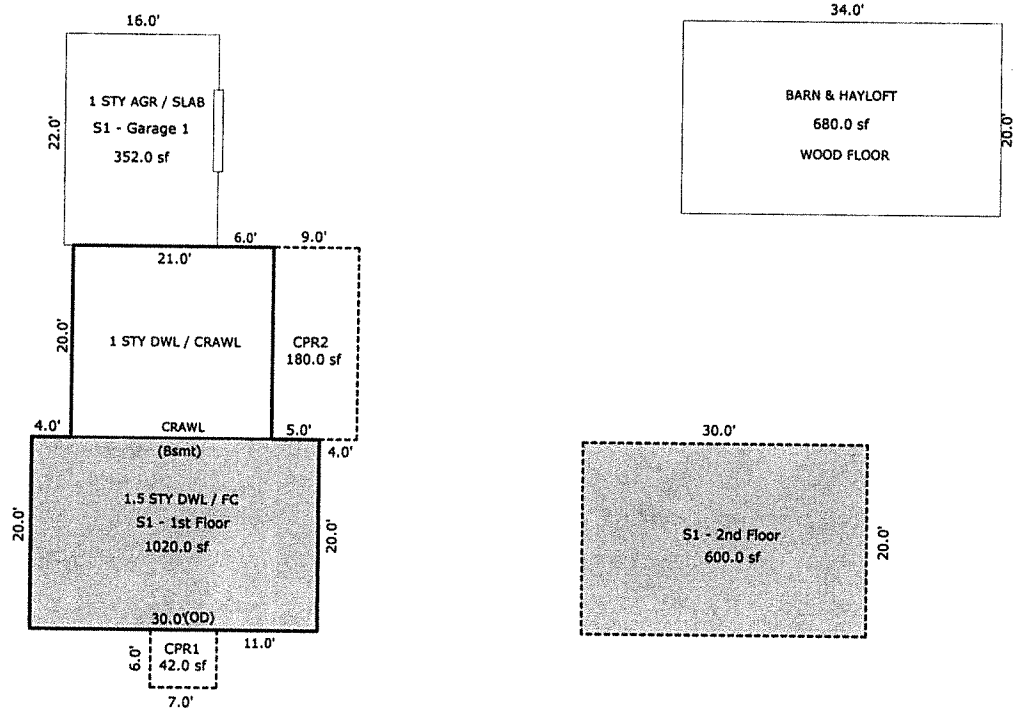 16.0'
34.0'
1 STY AGR / SLAB
S1 - Garage 1
352.0 sf
22.0'
BARN & HAYLOFT
680.0 sf
WOOD FLOOR
20.0'
6.0'
9.0'
21.0'
20.0'
1 STY DWL / CRAWL
CPR2
180.0 sf
4.0'
CRAWL
5.0'
(Bsmt)
4.0'
30.0'
20.0'
1.5 STY DWL / FC
S1 - 1st Floor
1020.0 sf
20.0'
S1 - 2nd Floor
600.0 sf
20.0'
30.0'(OD)
11.0'
6.0'
CPR1
42.0 sf
7.0'